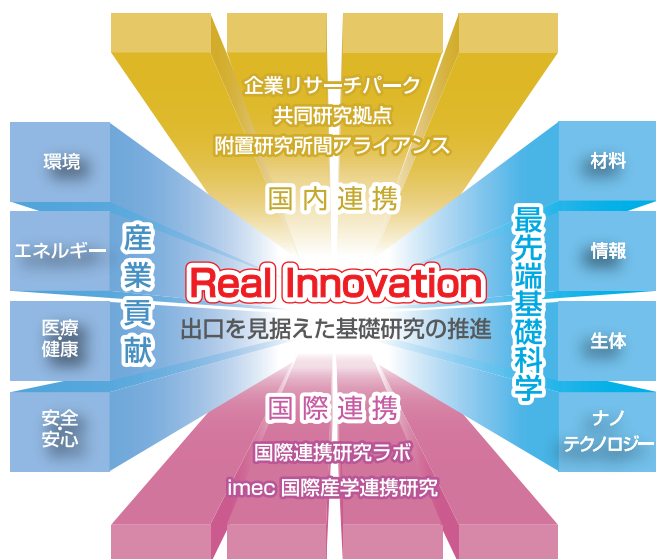 企業リサーチパーク
共同研究拠点
附置研究所間アライアンス
国内連携
環境
エネルギー
医療・
健康
安全・
安心
産業貢献
Real Innovation
出口を見据えた基礎研究の推進
最先端基礎科学
材料
情報
生体
ナノ
テクノロジー
国際連携
国際連携研究ラボ
imec 国際産学連携研究